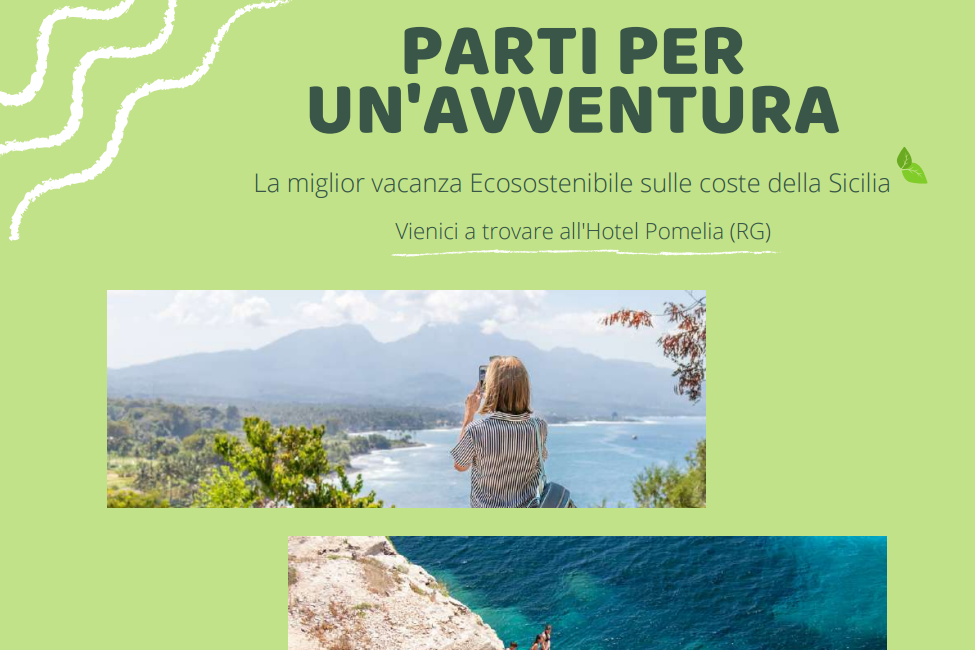 PARTI PER
UN'AVVENTURA
La miglior vacanza Ecosostenibile sulle coste della Sicilia
Vienici a trovare all'Hotel Pomelia (RG)